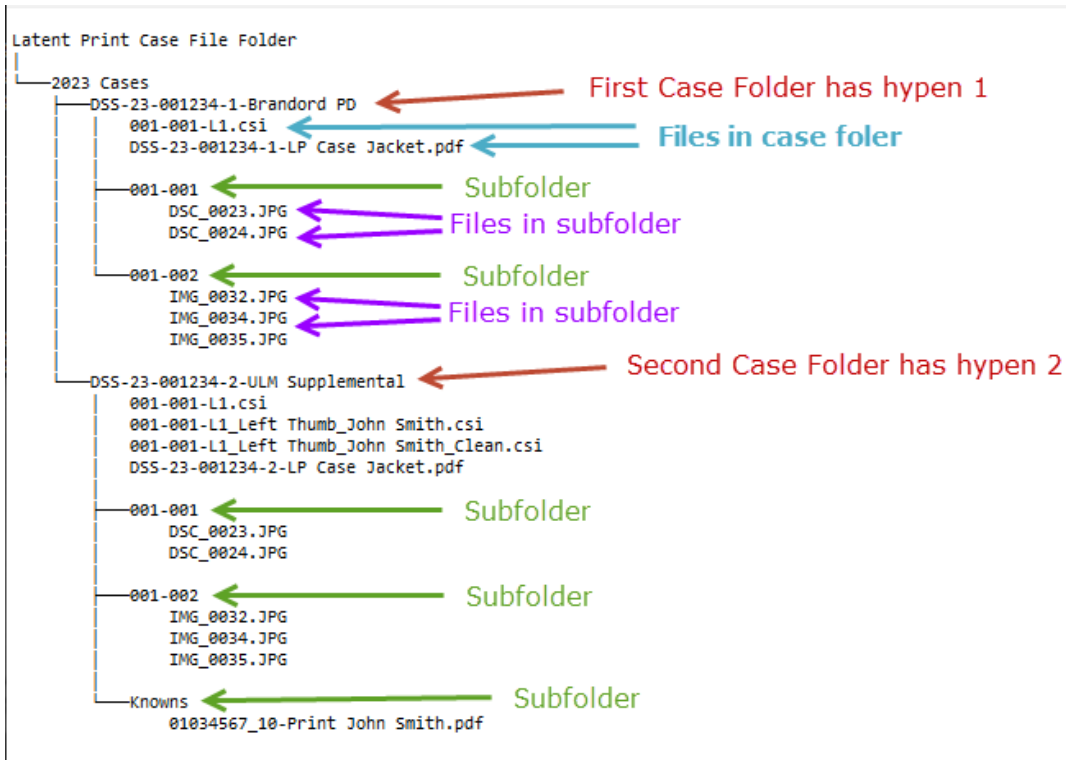 Latent Print Case File Folder
2023 Cases
DSS-23-001234-1-Brandord PD First Case Folder has hypen 1
001-001-L1.csi Files in case foler
DSS-23-001234-1-LP Case Jacket.pdf
001-001 Subfolder
DSC_0023.JPG
DSC_0024.JPG Files in subfolder
001-002 Subfolder
IMG_0032.JPG
IMG_0034.JPG Files in subfolder
IMG_0035.JPG
DSS-23-001234-2-ULM Supplemental Second Case Folder has hypen 2
001-001-L1.csi
001-001-L1_Left Thumb_John Smith.csi
001-001-L1_Left Thumb_John Smith_Clean.csi
DSS-23-001234-2-LP Case Jacket.pdf
001-001 Subfolder
DSC_0023.JPG
DSC_0024.JPG
001-002 Subfolder
IMG_0032.JPG
IMG_0034.JPG
IMG_0035.JPG
Knowns Subfolder
01034567_10-Print John Smith.pdf